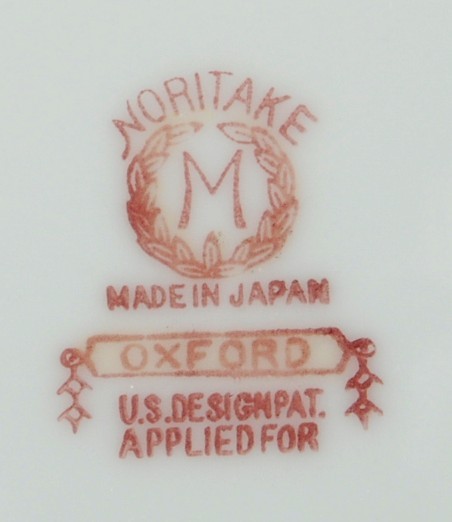 NORITAKE
M
MADE IN JAPAN
OXFORD
U.S. DESIGN PAT.
APPLIED FOR